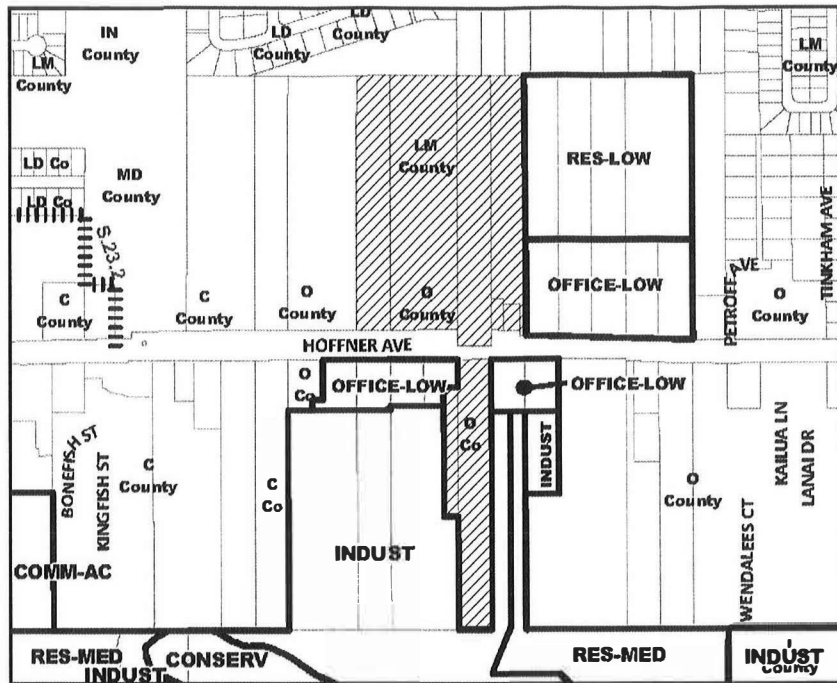 LD
County
IN
County
LD
County
LM
County
LM
County
LM
County
RES-LOW
LD Co
MD
County
LD Co
S.23.2
TINKHAM AVE
PETROFF AVE
OFFICE-LOW
C
County
C
County
O
County
O
County
O
County
HOFFNER AVE
O
Co
OFFICE-LOW
OFFICE-LOW
O
Co
INDUST
BONEFISH ST
KINGFISH ST
C
County
C
Co
INDUST
O
County
KAILUA LN
LANAI DR
WENDALEES CT
COMM-AC
RES-MED
INDUST
CONSERV
RES-MED
INDUST
County